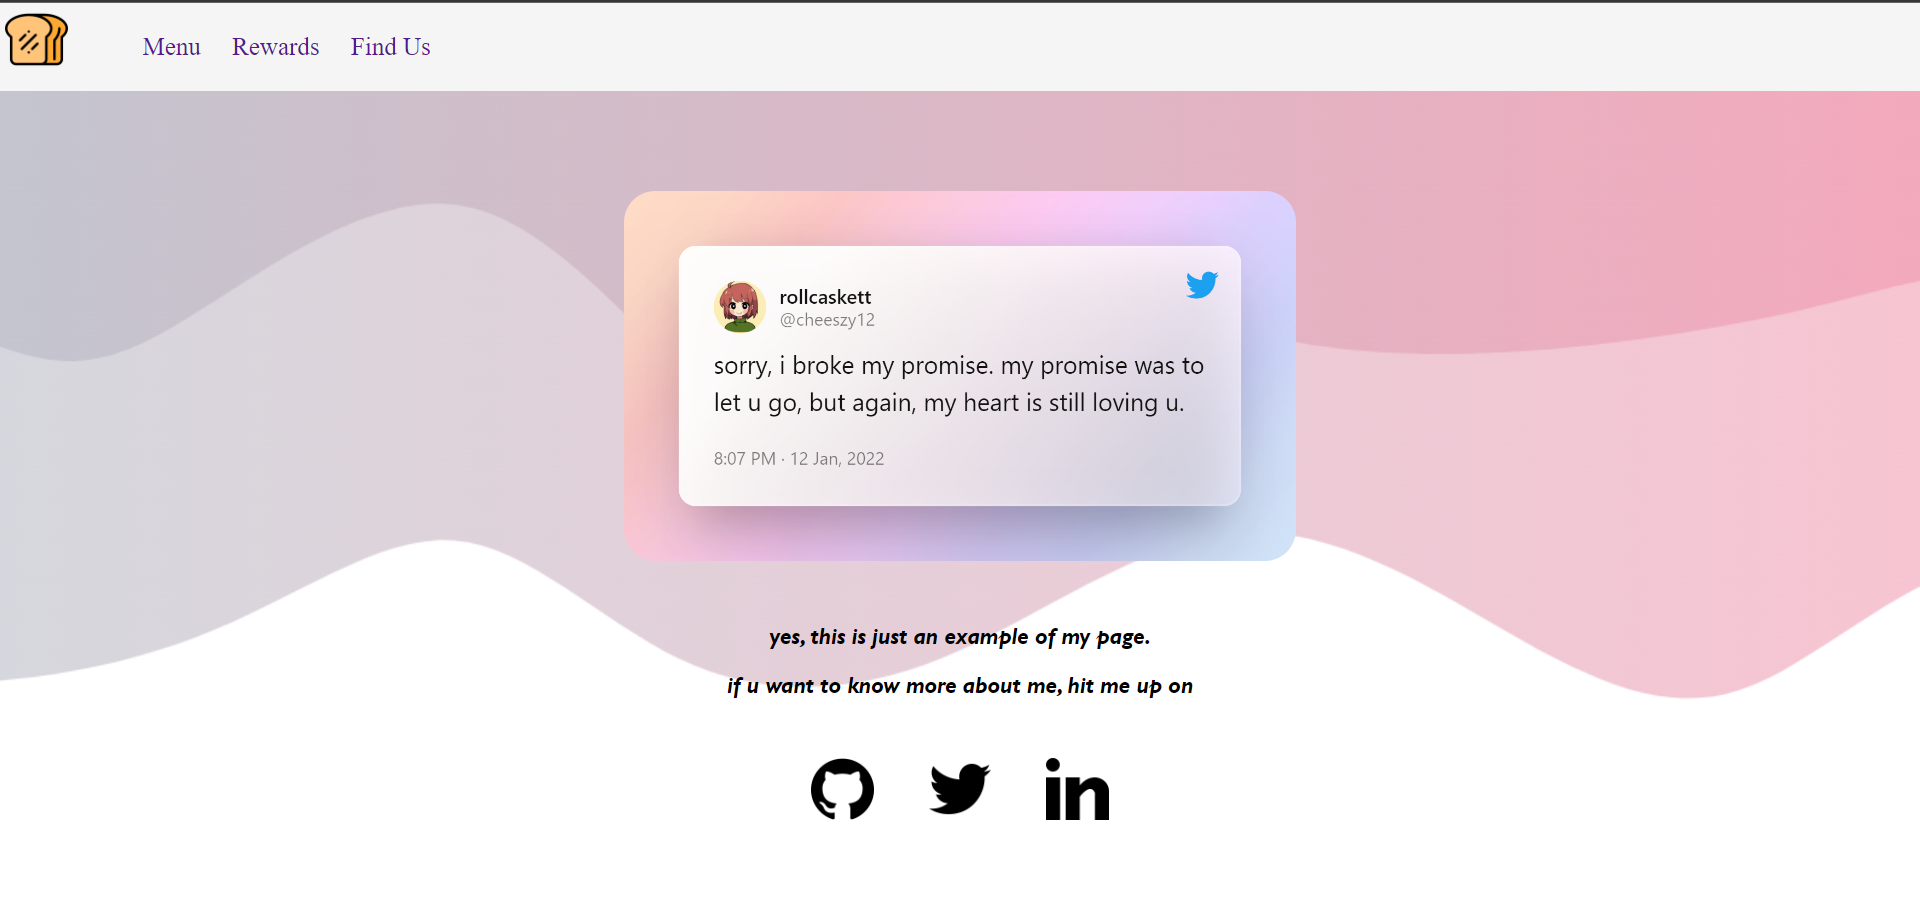 Menu Rewards Find Us
rollcaskett
@cheeszy12
sorry, i broke my promise. my promise was to
let u go, but again, my heart is still loving u.
8:07 PM · 12 Jan, 2022
yes, this is just an example of my page.
if u want to know more about me, hit me up on
in